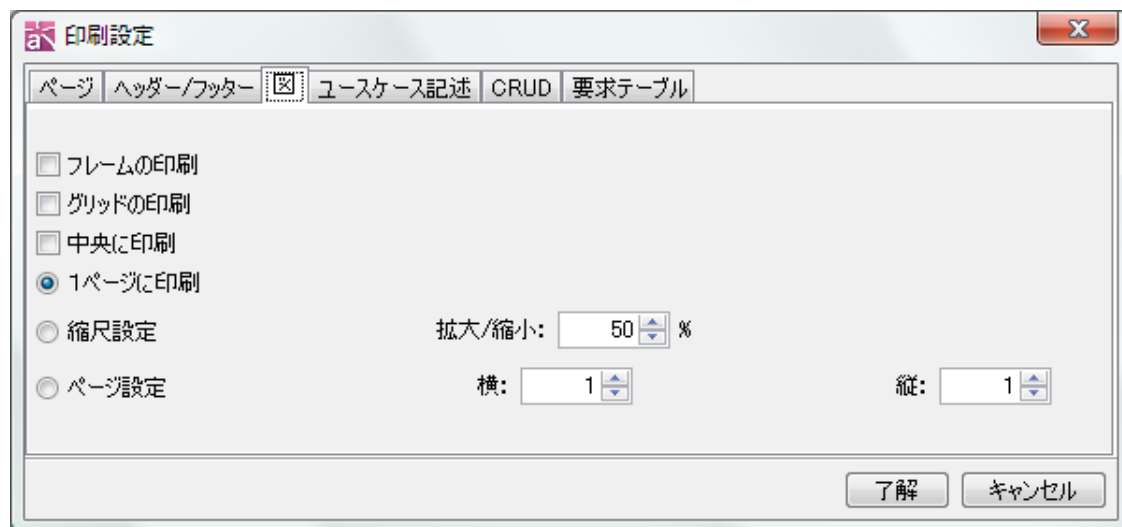 印刷設定
ページ ヘッダー/フッター 図 ユースケース記述 CRUD 要求テーブル
フレームの印刷
グリッドの印刷
中央に印刷
1ページに印刷
縮尺設定 拡大/縮小: 50 %
ページ設定 横: 1 縦: 1
了解 キャンセル